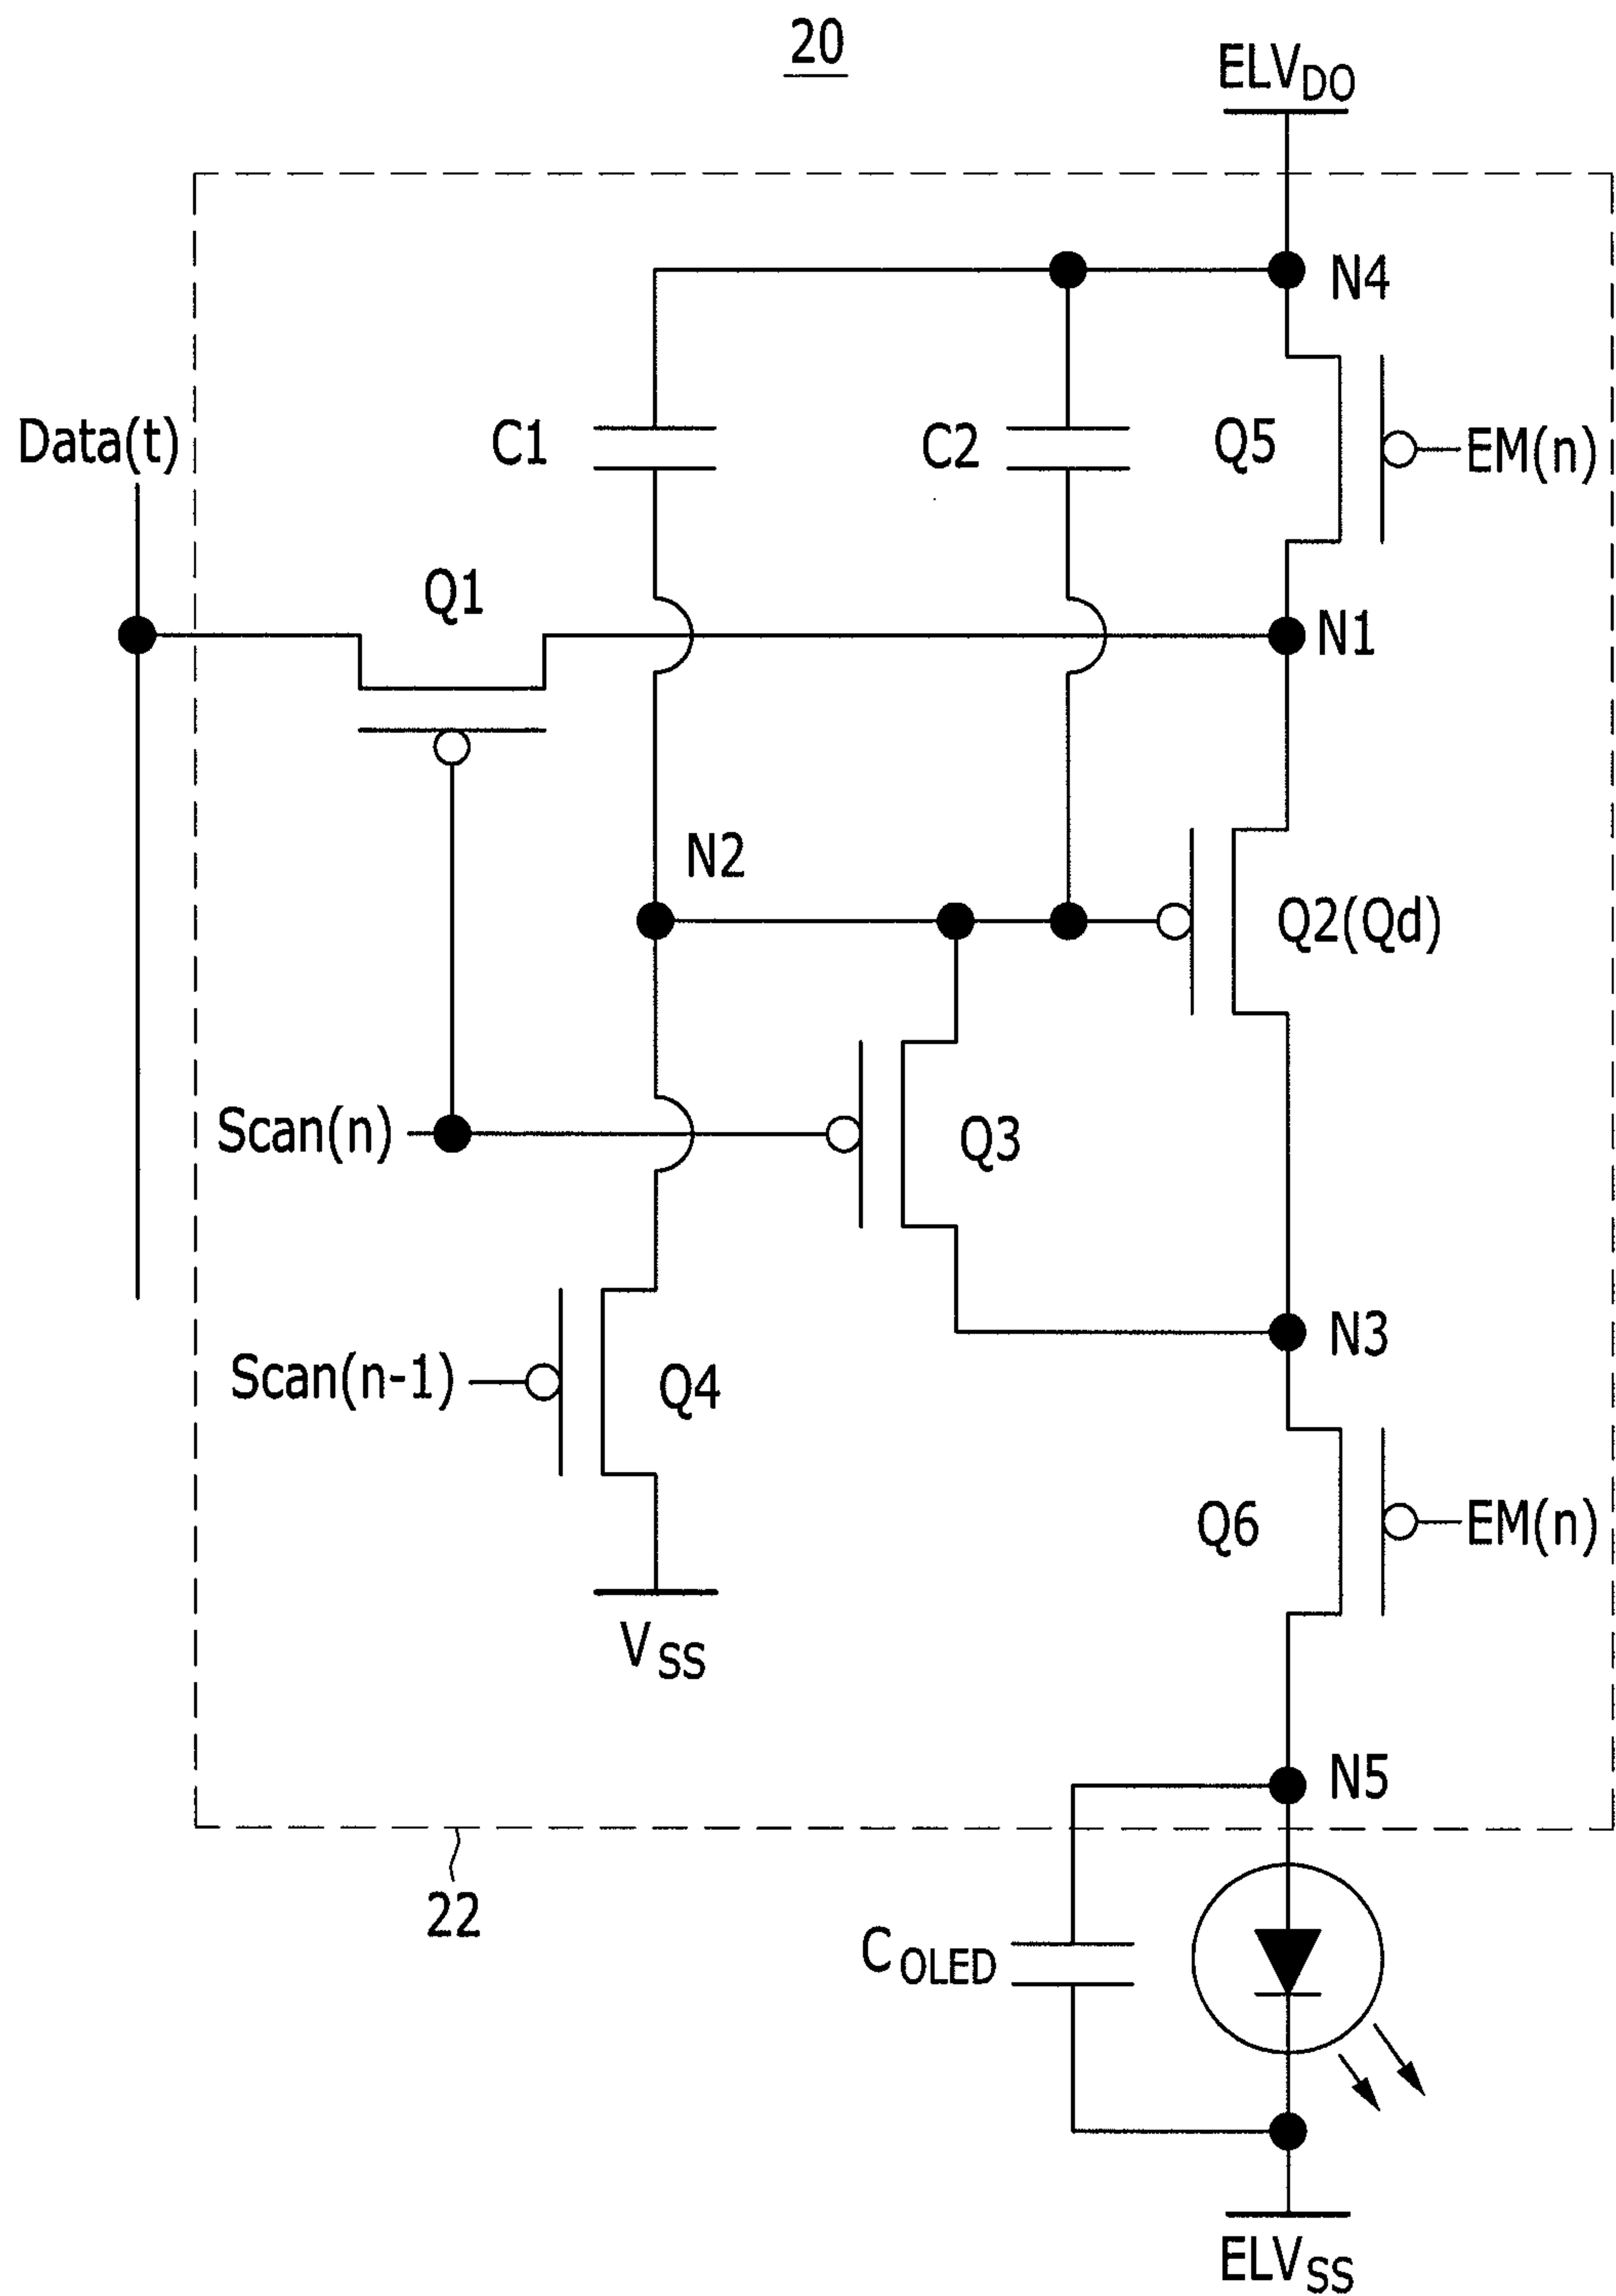 20
ELVDO
N4
Data(t)
C1
C2
Q5
EM(n)
Q1
N1
N2
Q2(Qd)
Scan(n)
Q3
N3
Scan(n-1)
Q4
Q6
EM(n)
VSS
N5
22
COLED
ELVSS